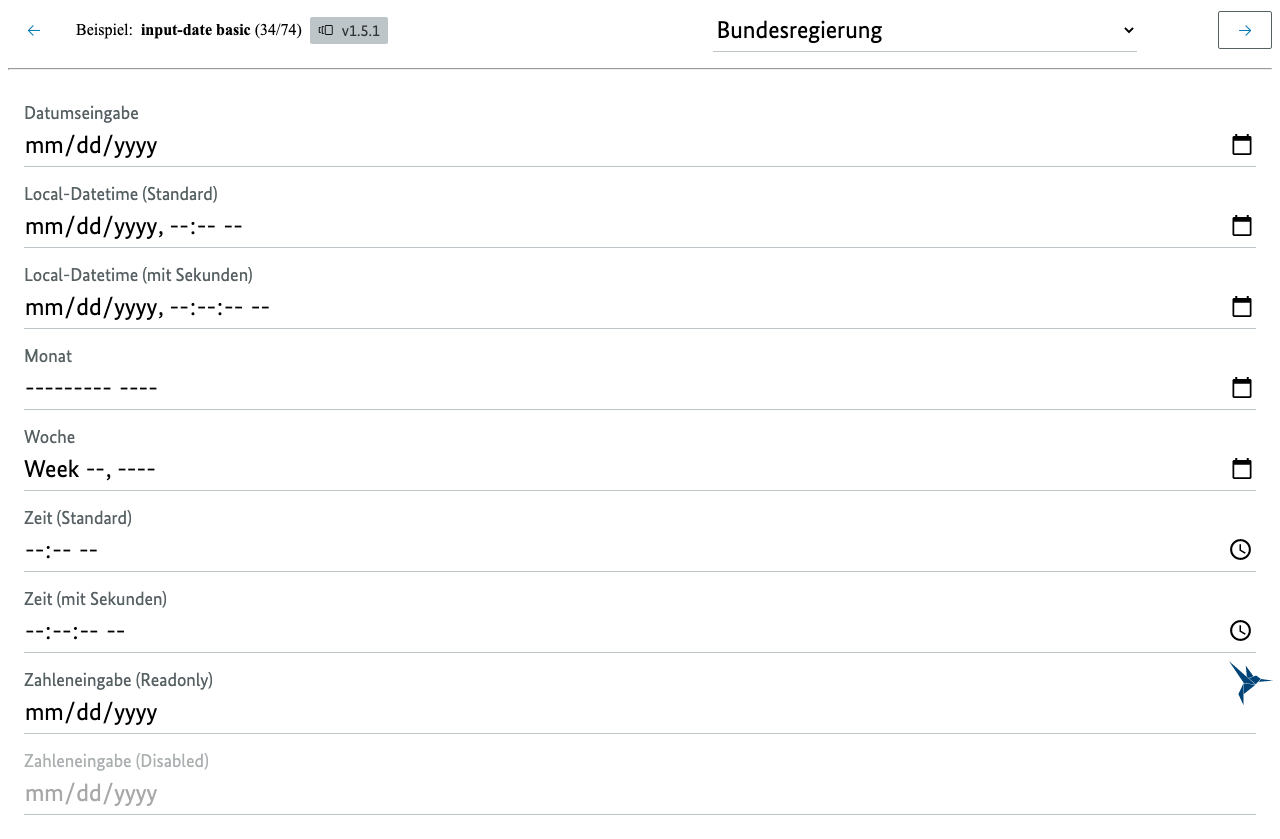 Beispiel: input-date basic (34/74) v1.5.1 Bundesregierung
Datumseingabe
mm/dd/yyyy
Local-Datetime (Standard)
mm/dd/yyyy, --:-- --
Local-Datetime (mit Sekunden)
mm/dd/yyyy, --:--:-- --
Monat
--------- ----
Woche
Week --, ----
Zeit (Standard)
--:-- --
Zeit (mit Sekunden)
--:--:-- --
Zahleneingabe (Readonly)
mm/dd/yyyy
Zahleneingabe (Disabled)
mm/dd/yyyy